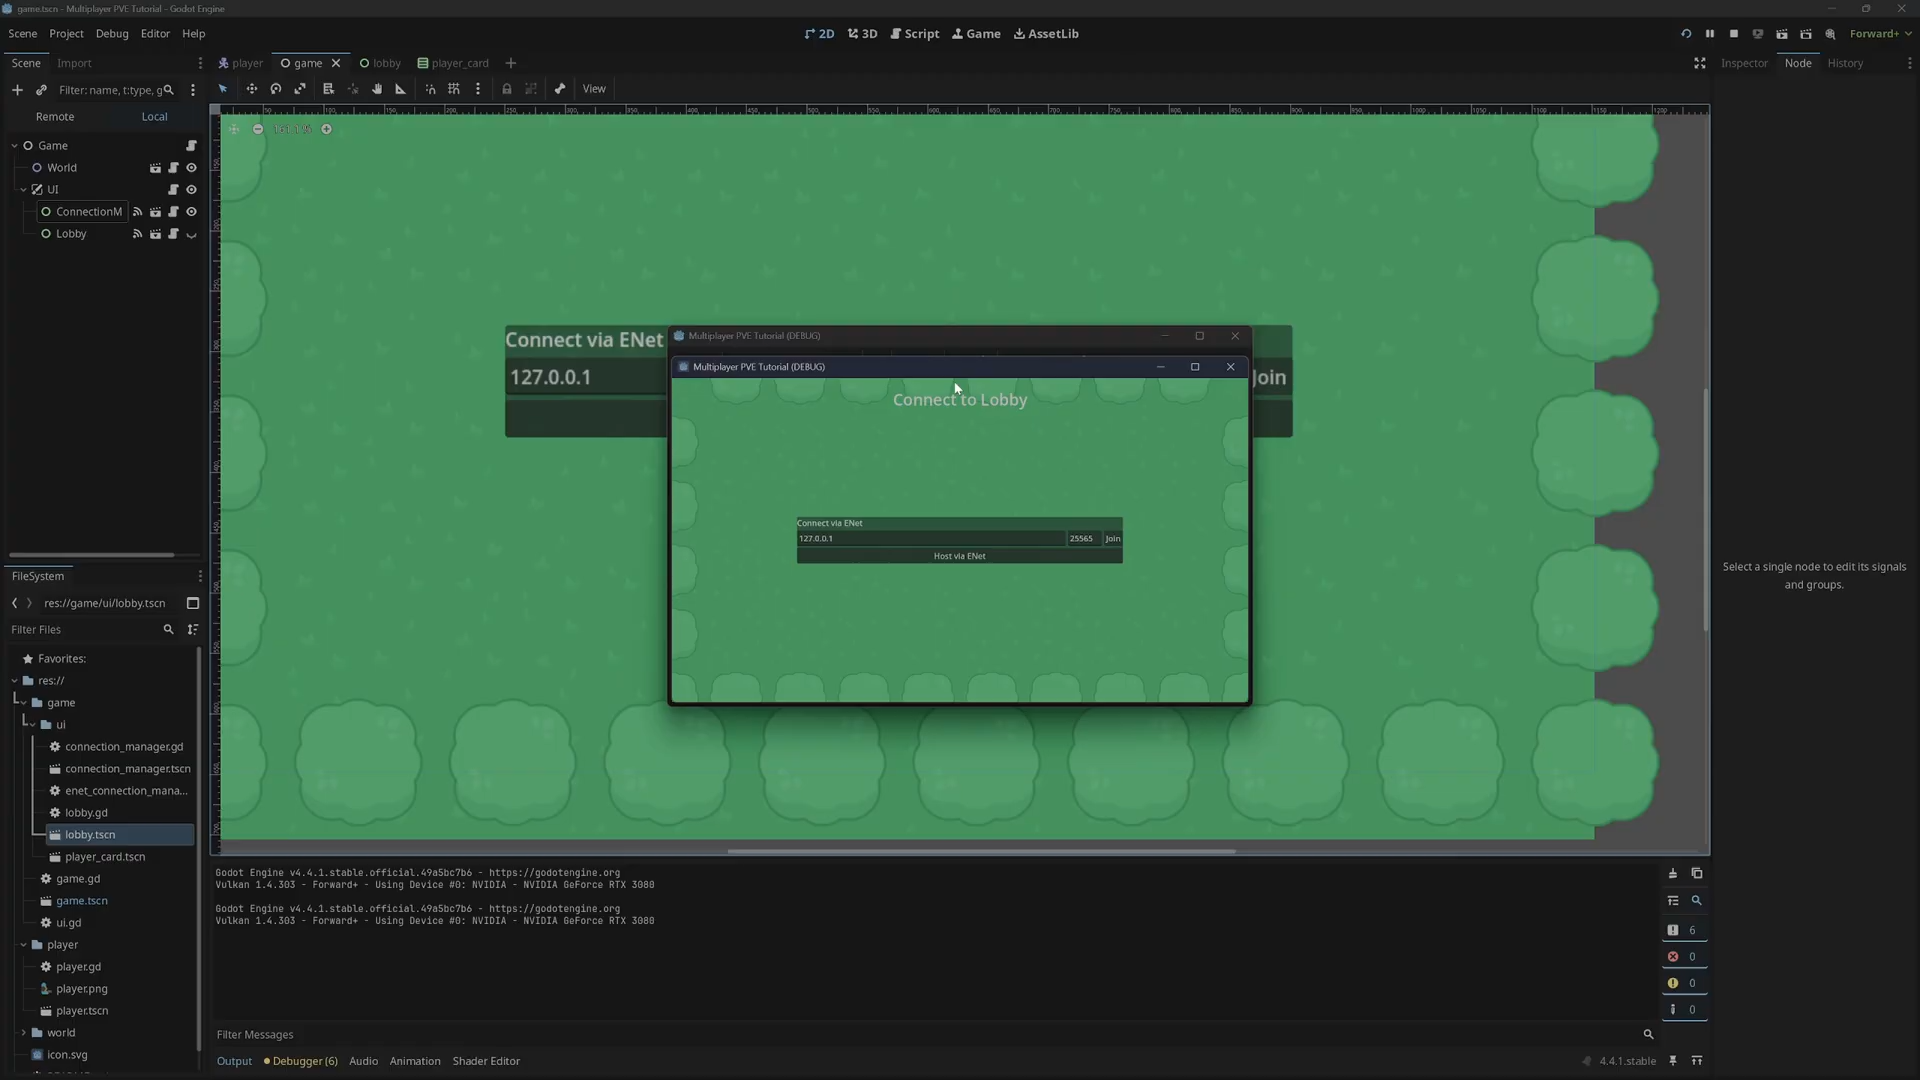 game.tscn - Multiplayer PVE Tutorial - Godot Engine
Scene Project Debug Editor Help
2D 3D Script Game AssetLib
Forward+
Scene Import
player game lobby player_card
Inspector Node History
Filter: name, t:type, g
View
Remote Local
Game
World
UI
ConnectionM
Lobby
Connect via ENet
127.0.0.1
Join
Multiplayer PVE Tutorial (DEBUG)
Multiplayer PVE Tutorial (DEBUG)
Connect to Lobby
Connect via ENet
127.0.0.1 25565 Join
Host via ENet
Select a single node to edit its signals
and groups.
FileSystem
res://game/ui/lobby.tscn
Filter Files
Favorites:
res://
game
ui
connection_manager.gd
connection_manager.tscn
enet_connection_mana...
lobby.gd
lobby.tscn
player_card.tscn
game.gd
game.tscn
ui.gd
player
player.gd
player.png
player.tscn
world
icon.svg
Godot Engine v4.4.1.stable.official.49a5bc7b6 - https://godotengine.org
Vulkan 1.4.303 - Forward+ - Using Device #0: NVIDIA - NVIDIA GeForce RTX 3080
Godot Engine v4.4.1.stable.official.49a5bc7b6 - https://godotengine.org
Vulkan 1.4.303 - Forward+ - Using Device #0: NVIDIA - NVIDIA GeForce RTX 3080
6
0
0
0
Filter Messages
Output Debugger (6) Audio Animation Shader Editor
4.4.1.stable